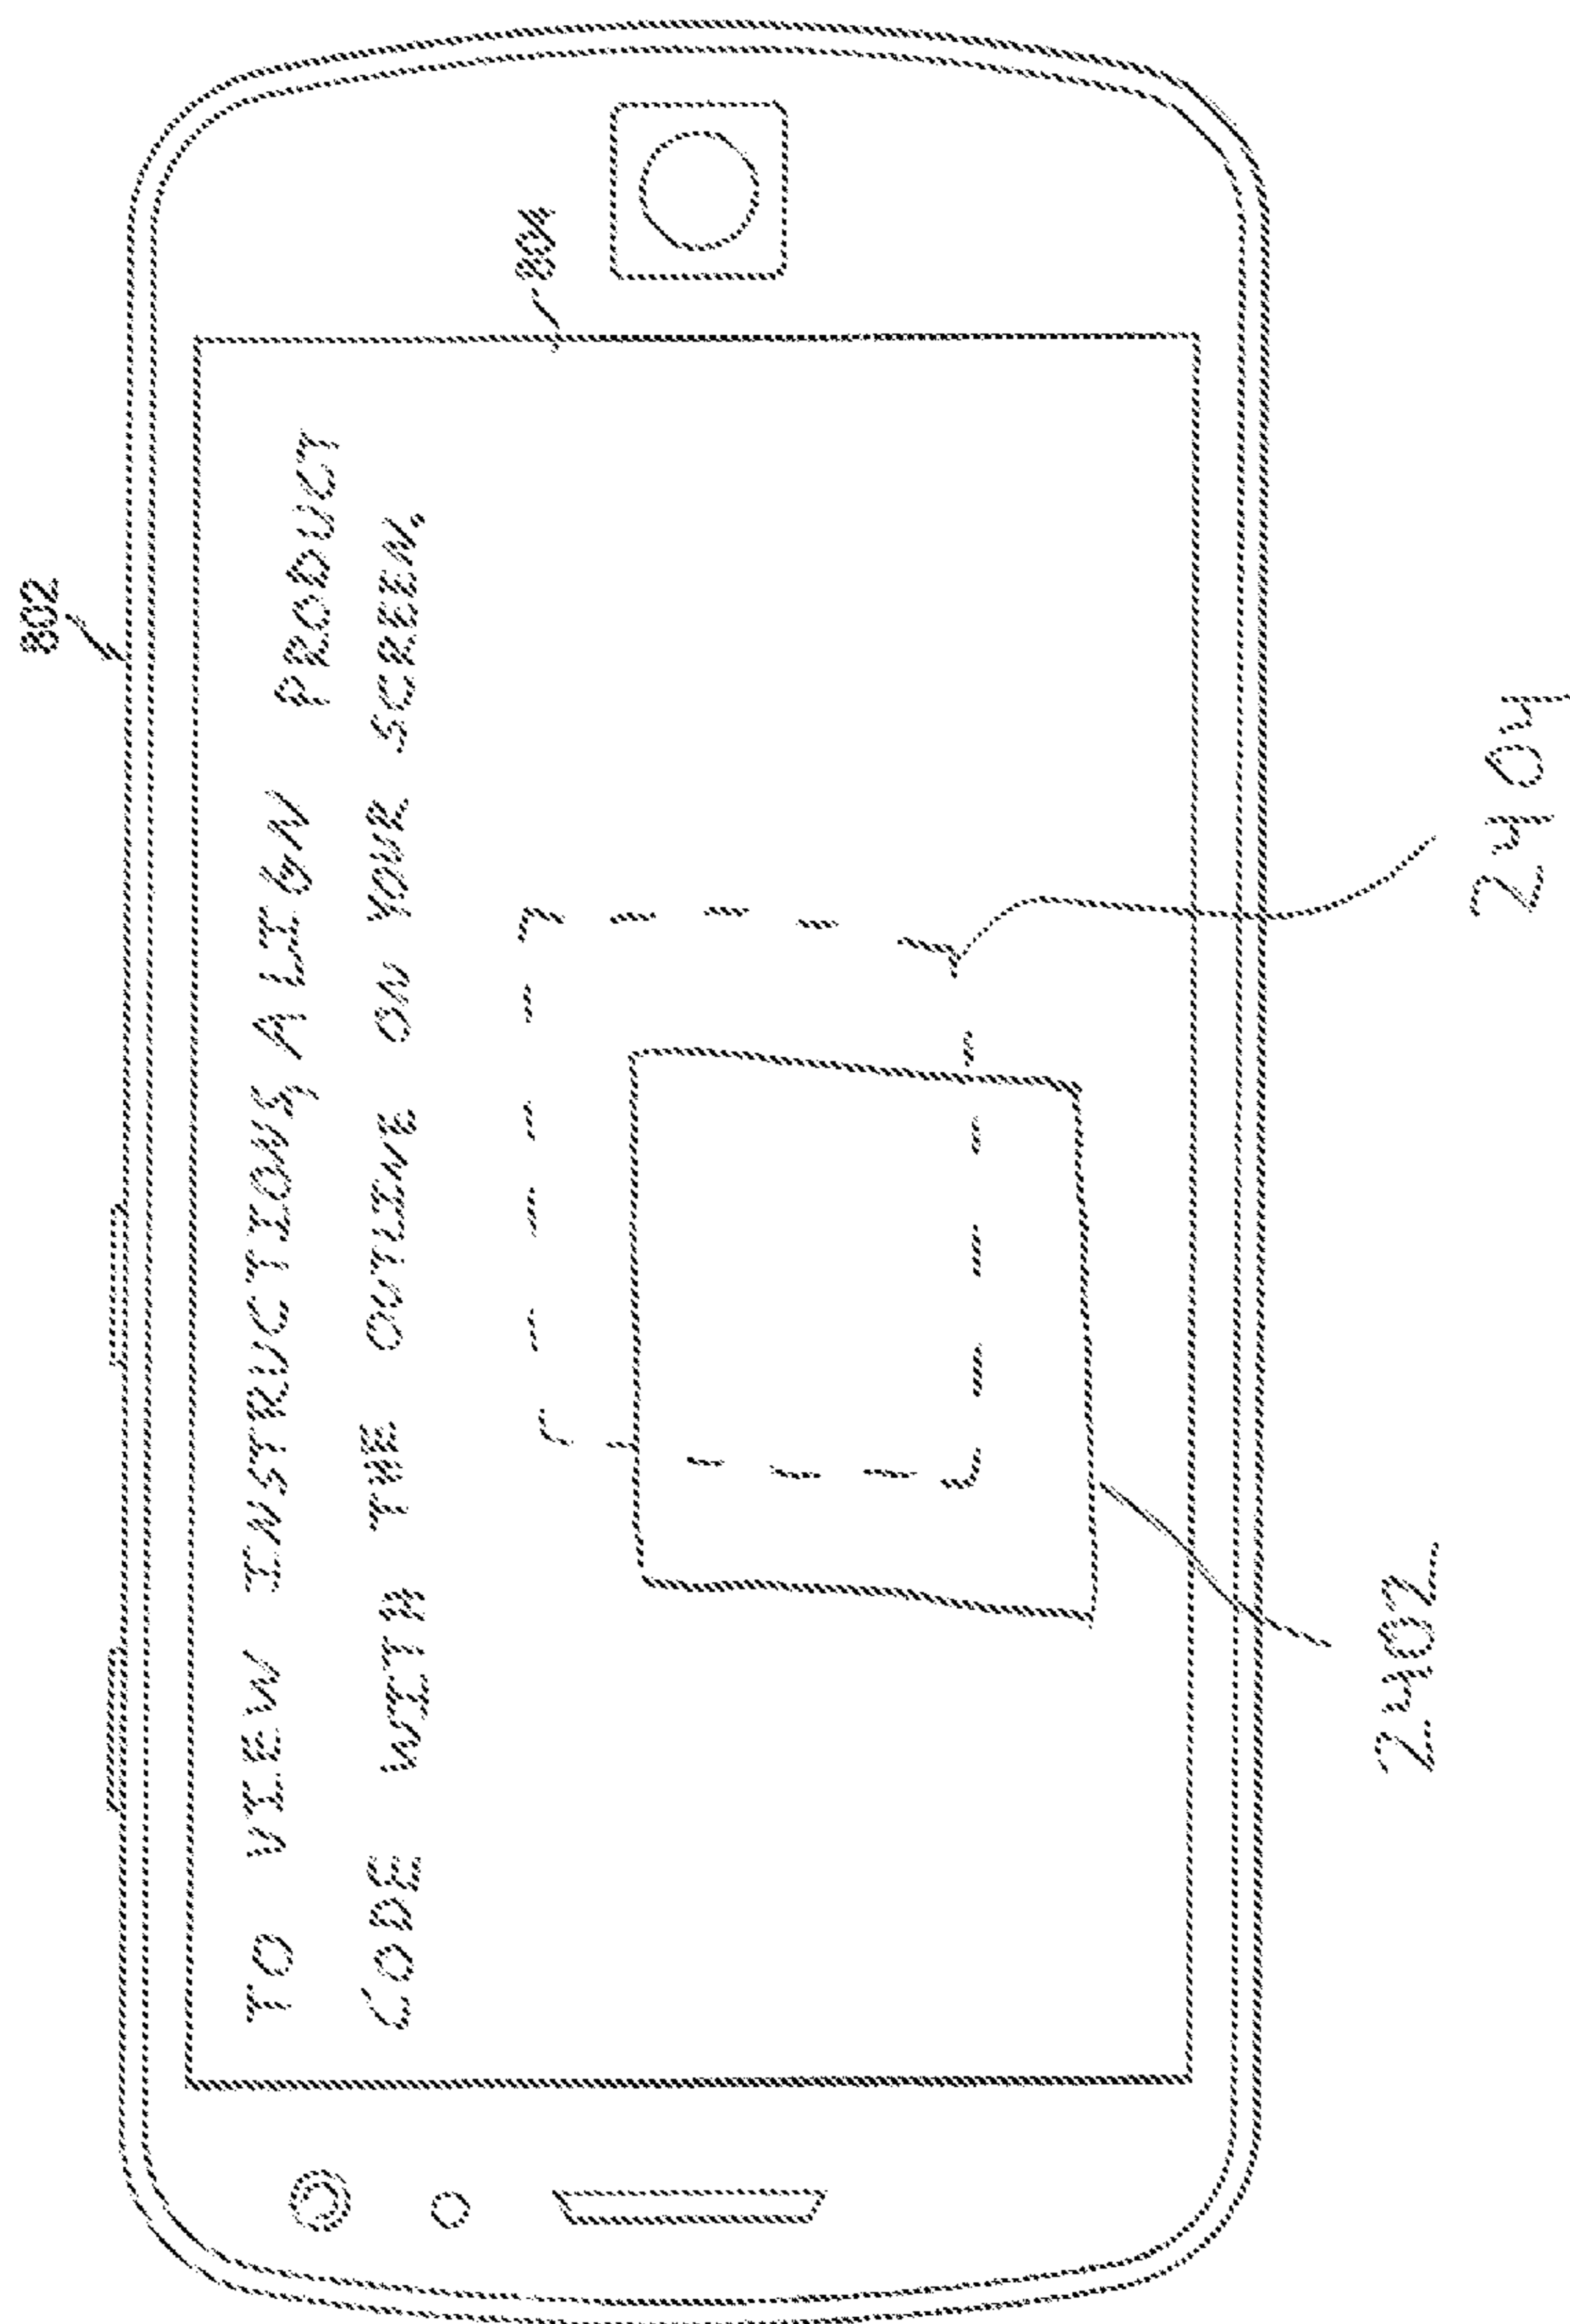 802
804
TO VIEW INSTRUCTIONS, ALIGN PRODUCT
CODE WITH THE OUTLINE ON YOUR SCREEN.
2404
2402